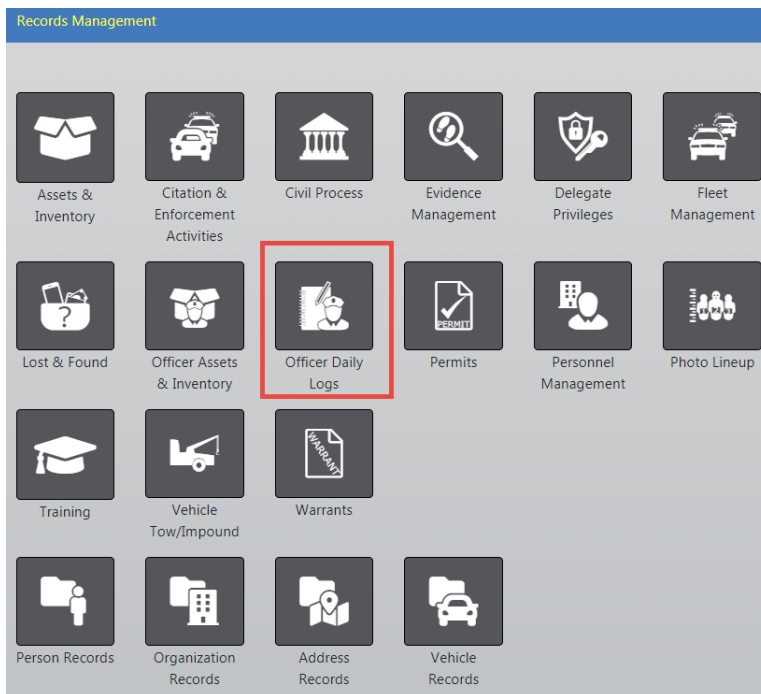 Records Management
Assets &
Inventory
Citation &
Enforcement
Activities
Civil Process
Evidence
Management
Delegate
Privileges
Fleet
Management
?
Lost & Found
Officer Assets
& Inventory
Officer Daily
Logs
PERMIT
Permits
Personnel
Management
Photo Lineup
Training
Vehicle
Tow/Impound
WARRANT
Warrants
Person Records
Organization
Records
Address
Records
Vehicle
Records